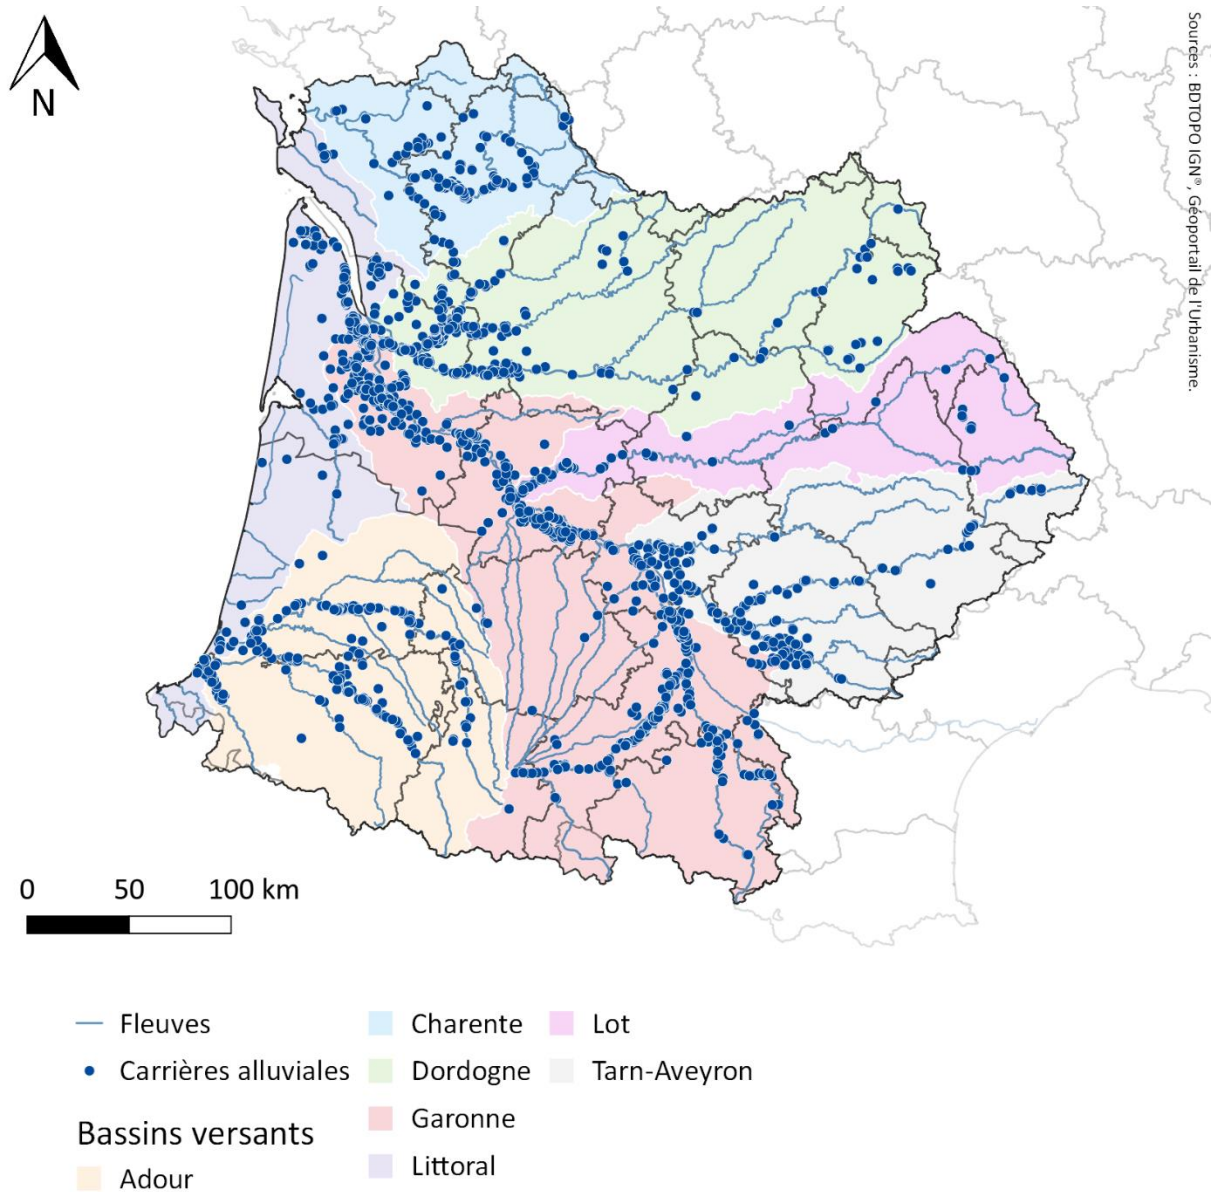 Sources : BDTOPO IGN®, Géoportail de l'Urbanisme.
N
0 50 100 km
Fleuves
Carrières alluviales
Bassins versants
Adour
Charente
Dordogne
Garonne
Littoral
Lot
Tarn-Aveyron